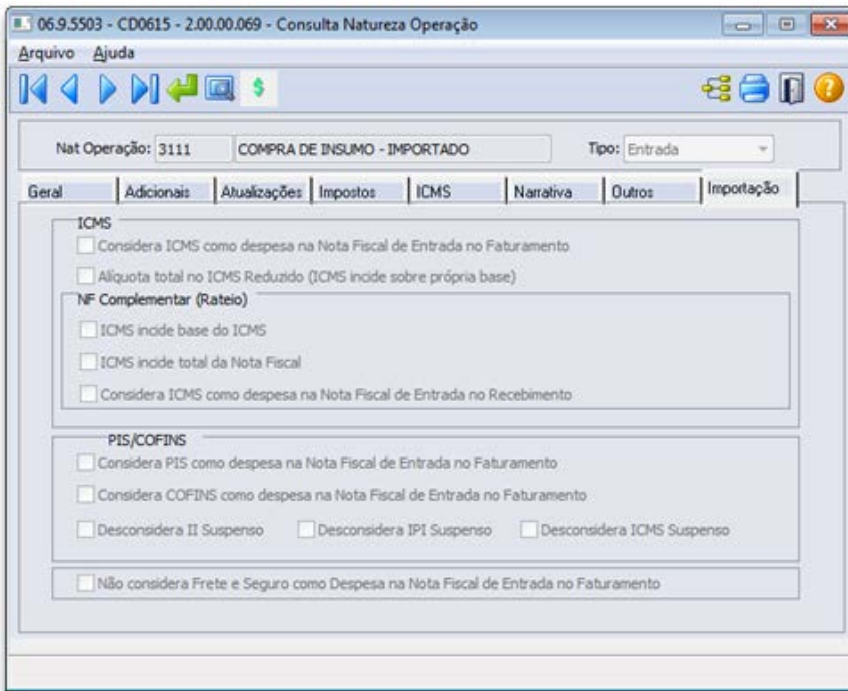 06.9.5503 - CD0615 - 2.00.00.069 - Consulta Natureza Operação
Arquivo Ajuda
$ ?
Nat Operação: 3111 COMPRA DE INSUMO - IMPORTADO Tipo: Entrada
Geral Adicionais Atualizações Impostos ICMS Narrativa Outros Importação
ICMS
Considera ICMS como despesa na Nota Fiscal de Entrada no Faturamento
Alíquota total no ICMS Reduzido (ICMS incide sobre própria base)
NF Complementar (Rateio)
ICMS incide base do ICMS
ICMS incide total da Nota Fiscal
Considera ICMS como despesa na Nota Fiscal de Entrada no Recebimento
PIS/COFINS
Considera PIS como despesa na Nota Fiscal de Entrada no Faturamento
Considera COFINS como despesa na Nota Fiscal de Entrada no Faturamento
Desconsidera II Suspenso Desconsidera IPI Suspenso Desconsidera ICMS Suspenso
Não considera Frete e Seguro como Despesa na Nota Fiscal de Entrada no Faturamento